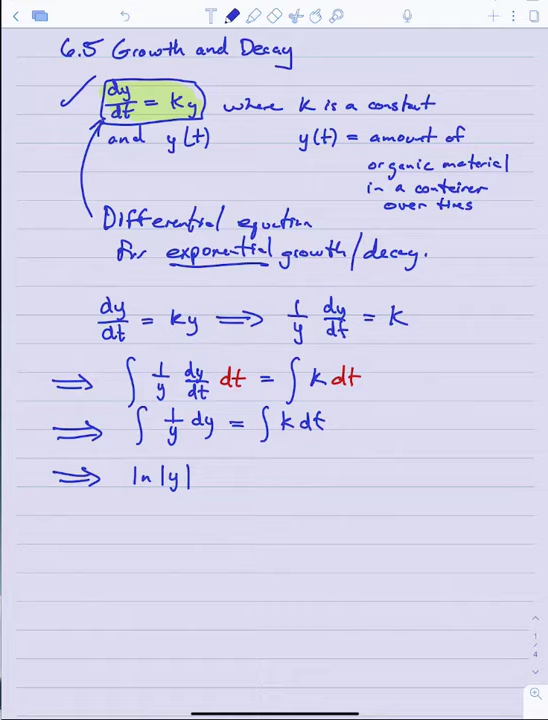 6.5 Growth and Decay
✓ dy/dt = ky where k is a constant
and y(t) y(t) = amount of
organic material
in a container
over time
Differential equation
for exponential growth/decay.
dy/dt = ky ⟹ 1/y dy/dt = k
⟹ ∫ 1/y dy/dt dt = ∫ k dt
⟹ ∫ 1/y dy = ∫ k dt
⟹ ln|y|
1
4